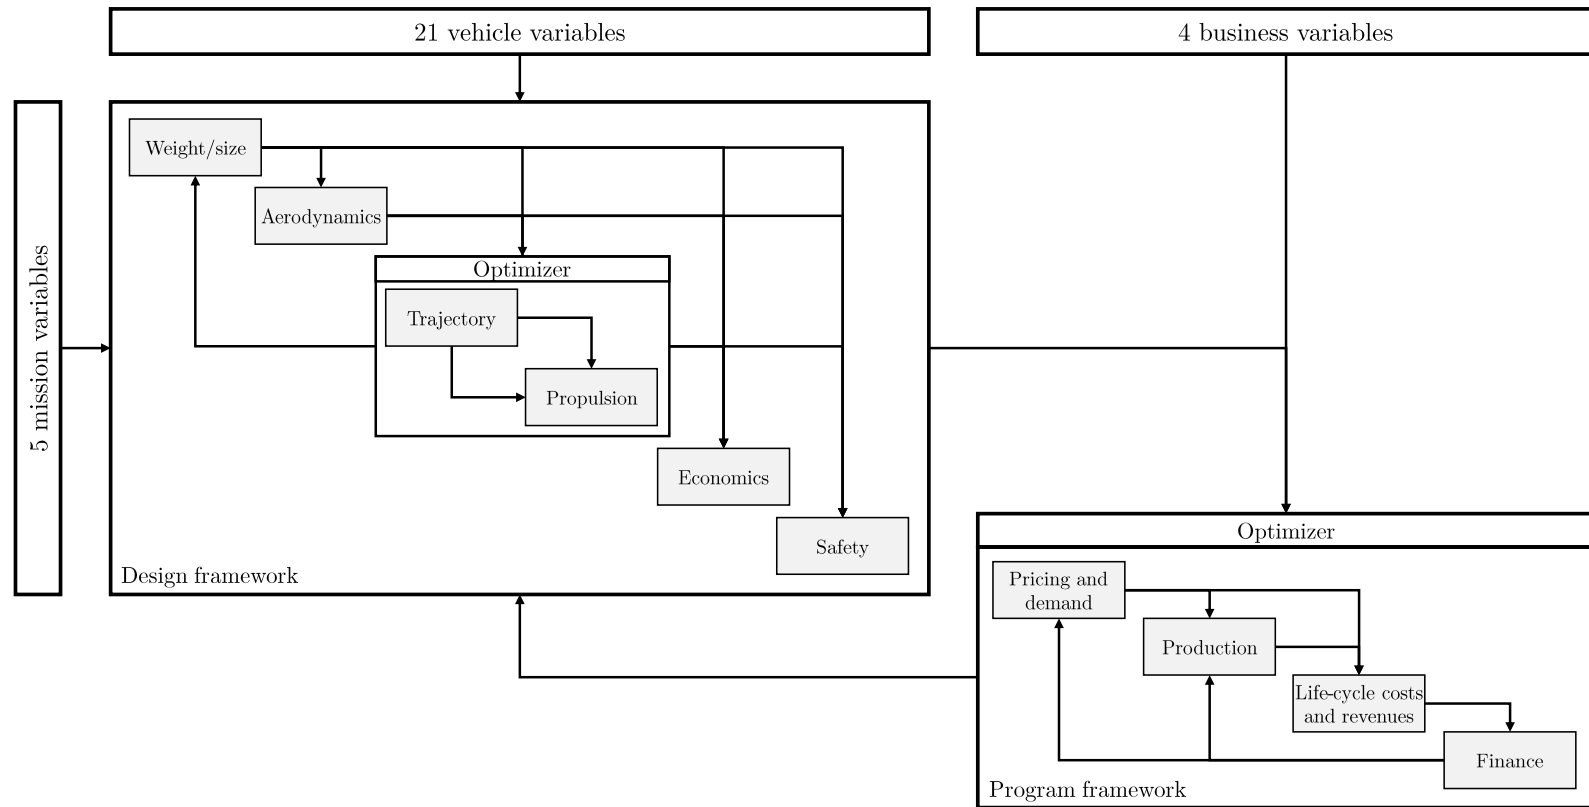 21 vehicle variables
4 business variables
5 mission variables
Weight/size
Aerodynamics
Optimizer
Trajectory
Propulsion
Economics
Safety
Design framework
Optimizer
Pricing and
demand
Production
Life-cycle costs
and revenues
Finance
Program framework